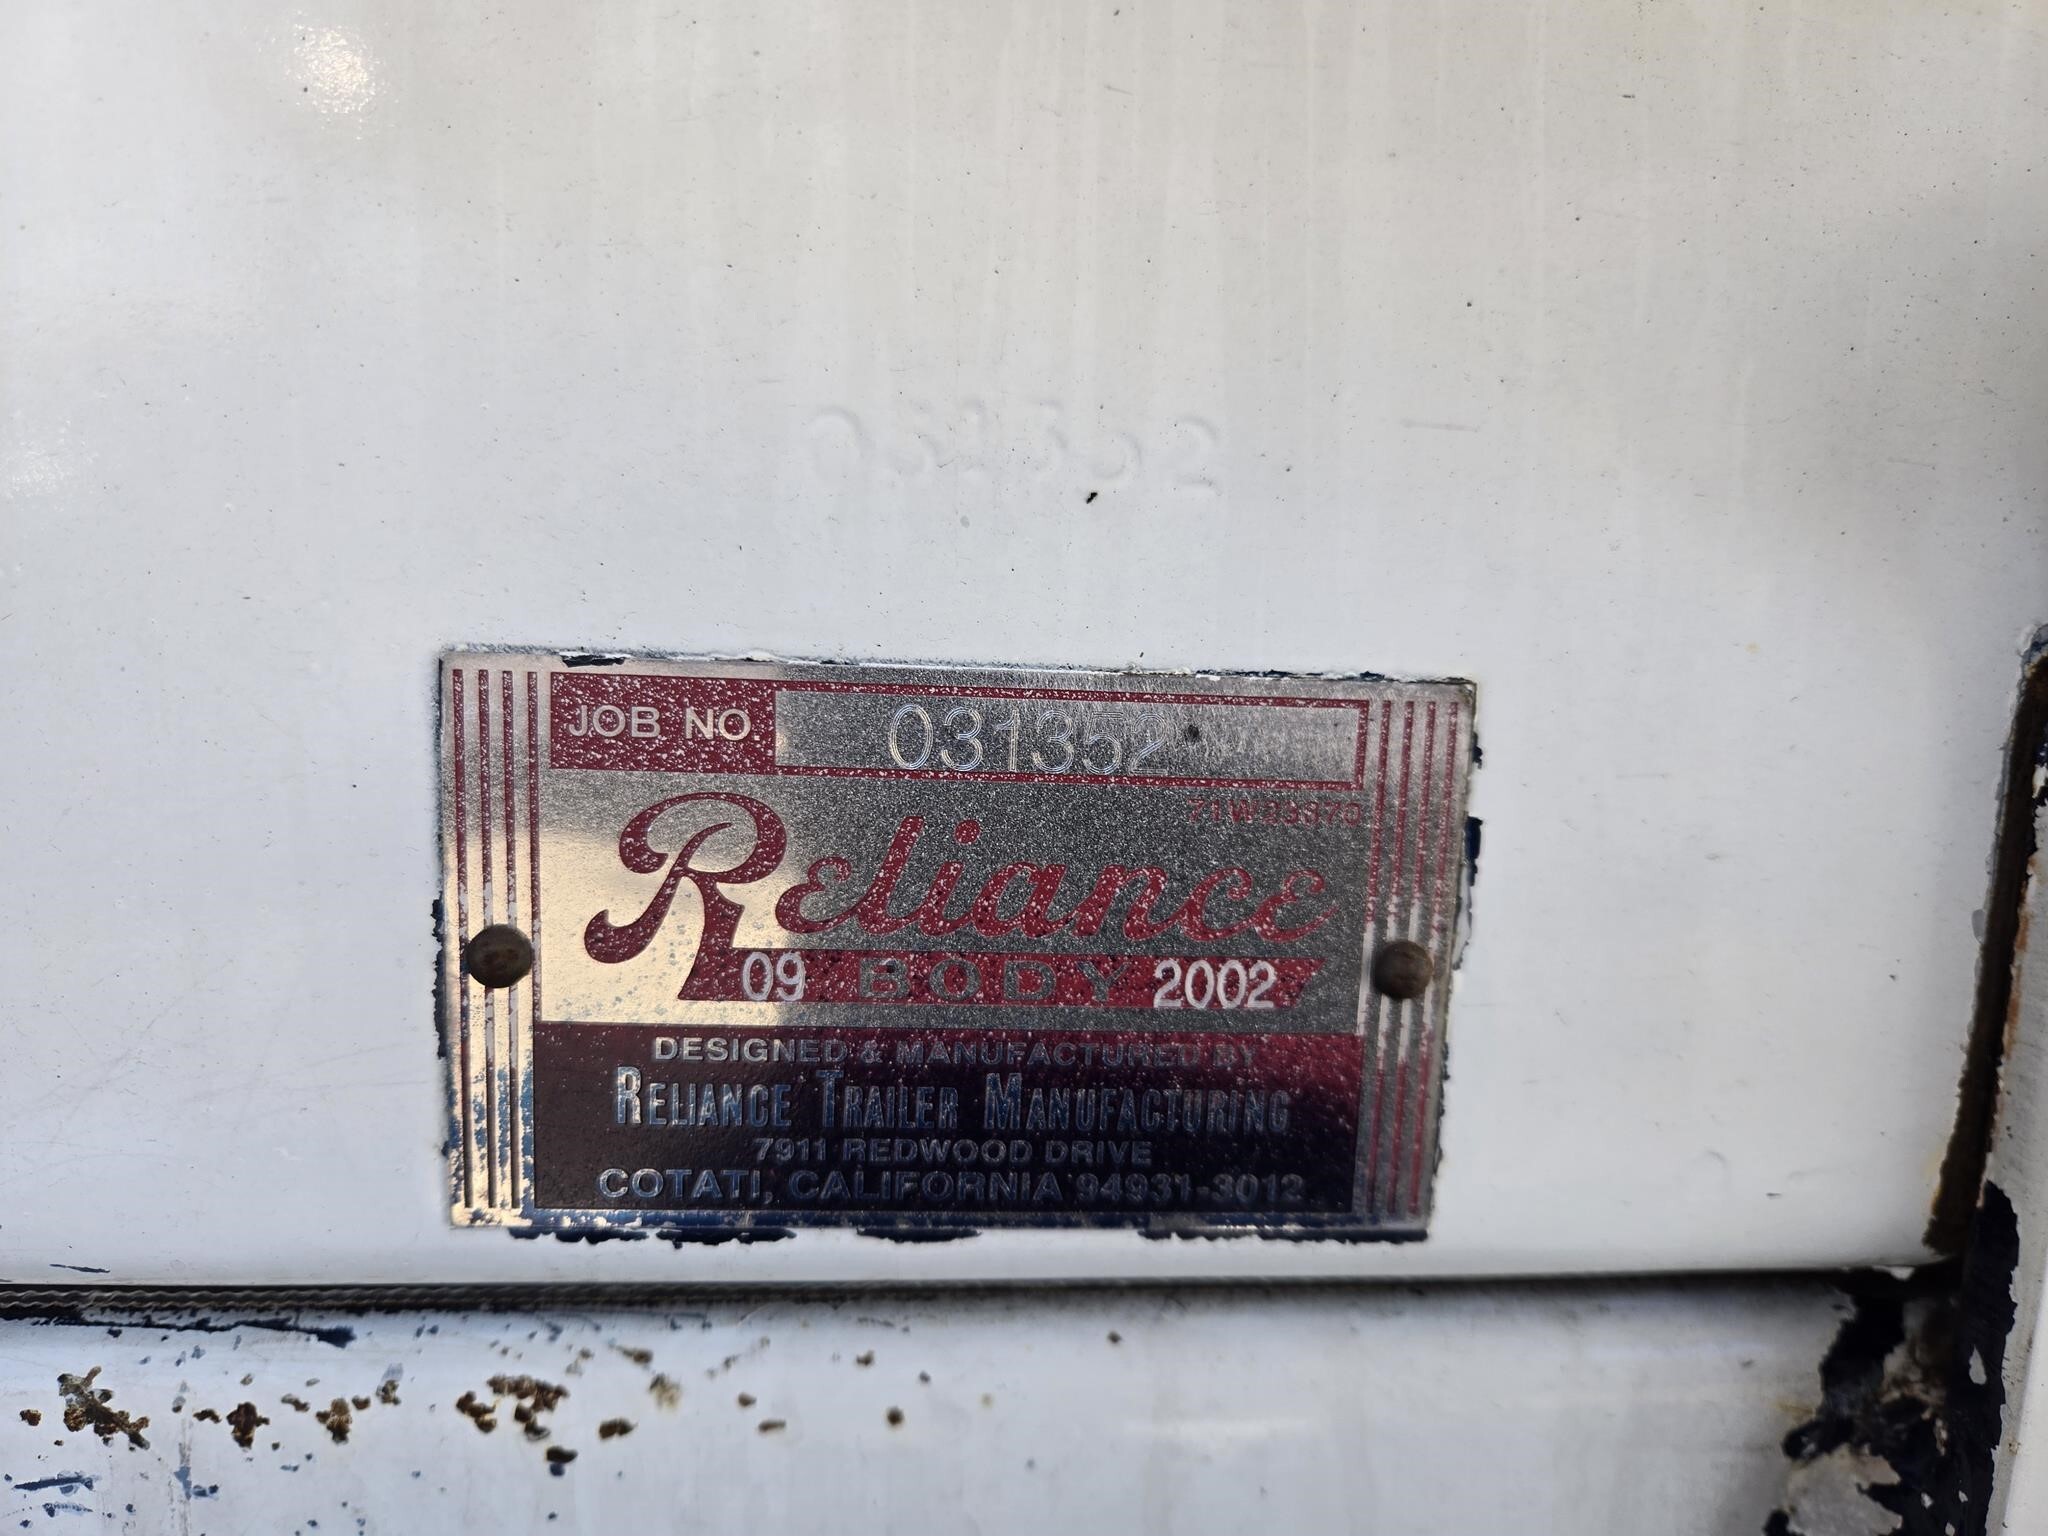 JOB NO. 031352
71W23370
Reliance
09 BODY 2002
DESIGNED & MANUFACTURED BY
RELIANCE TRAILER MANUFACTURING
7911 REDWOOD DRIVE
COTATI, CALIFORNIA 94931-3012